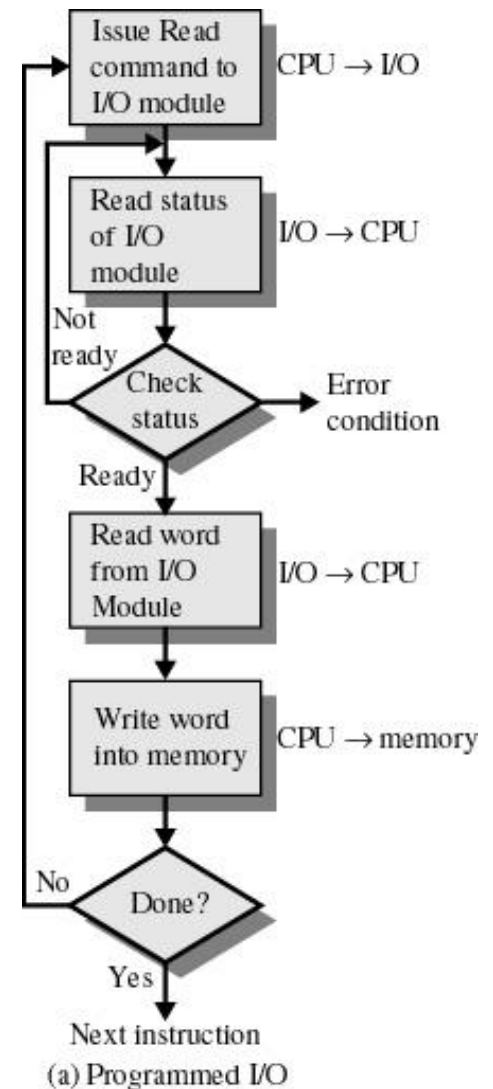 Issue Read
command to
I/O module
CPU → I/O
Read status
of I/O
module
I/O → CPU
Not
ready
Check
status
Error
condition
Ready
Read word
from I/O
Module
I/O → CPU
Write word
into memory
CPU → memory
No
Done?
Yes
Next instruction
(a) Programmed I/O